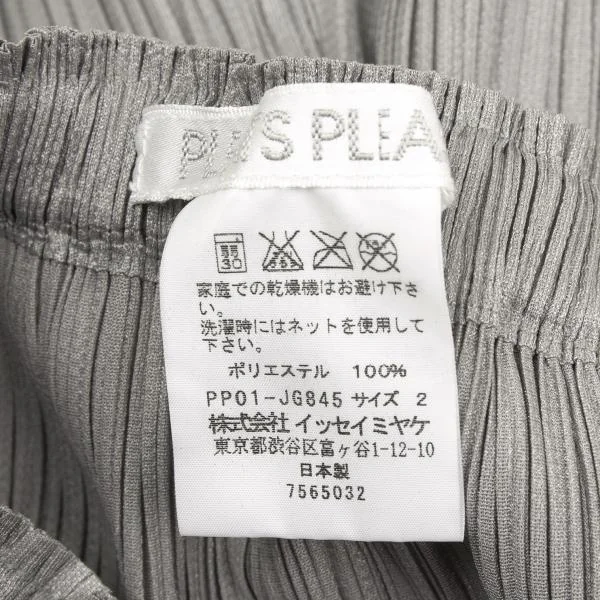 PL S PLEA
弱
30
家庭での乾燥機はお避け下さ
い。
洗濯時にはネットを使用して
下さい。
ポリエステル 100%
PP01-JG845 サイズ 2
株式会社 イッセイミヤケ
東京都渋谷区富ヶ谷1-12-10
日本製
7565032